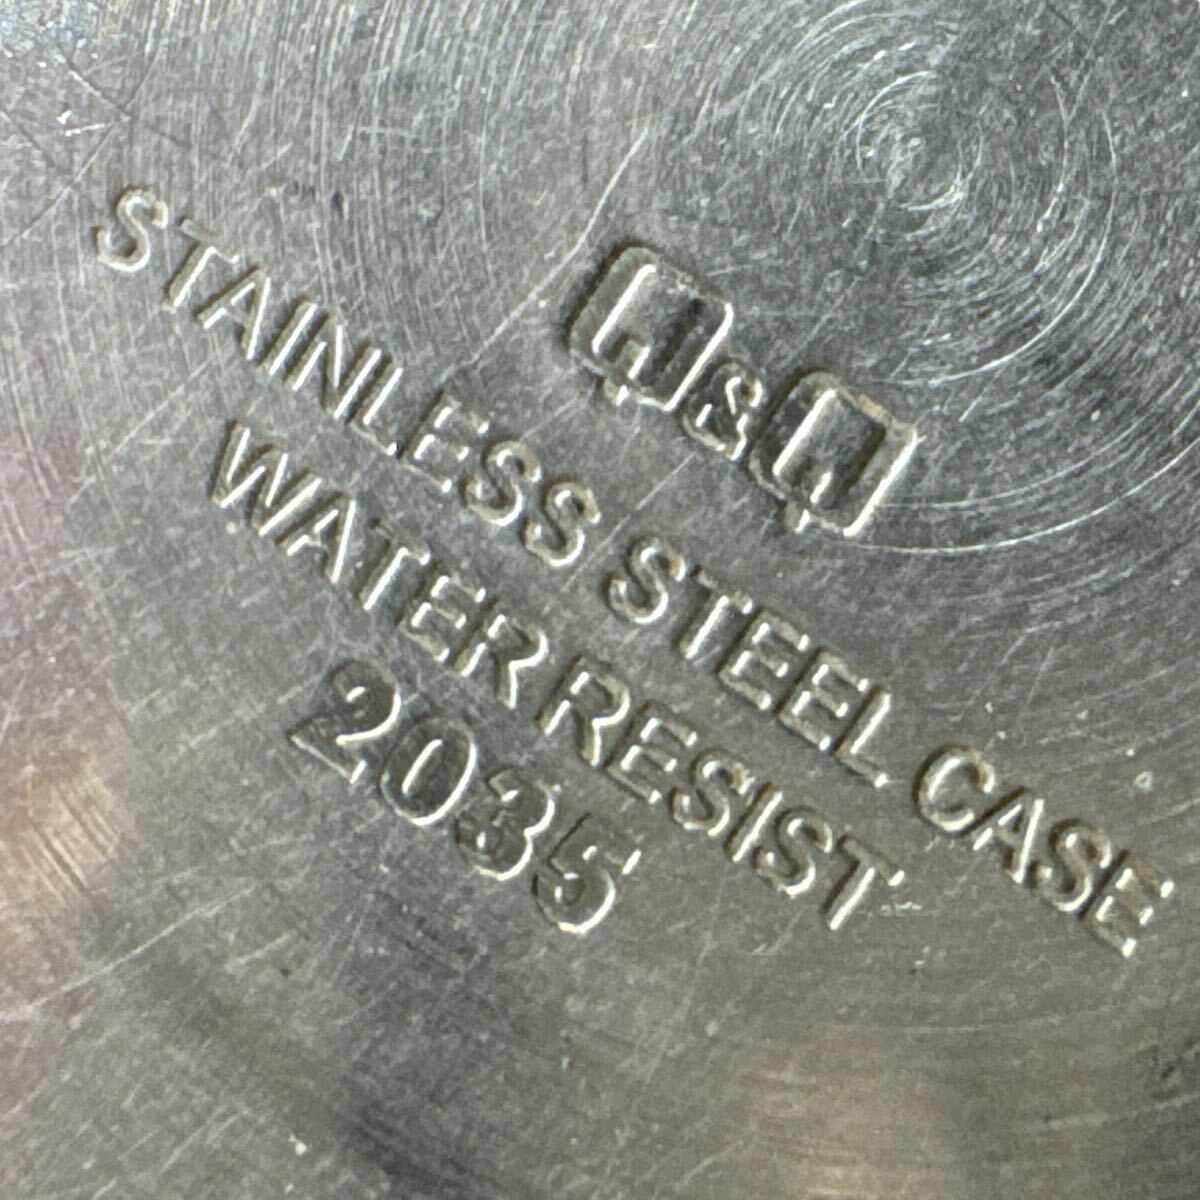 Q&Q
STAINLESS STEEL CASE
WATER RESIST
2035